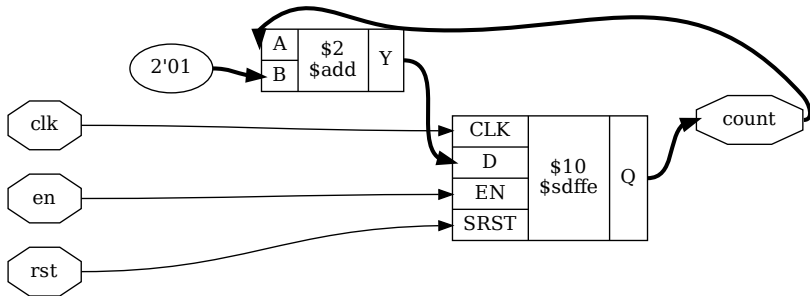 2'01
A
B
$2
$add
Y
clk
en
rst
CLK
D
EN
SRST
$10
$sdffe
Q
count